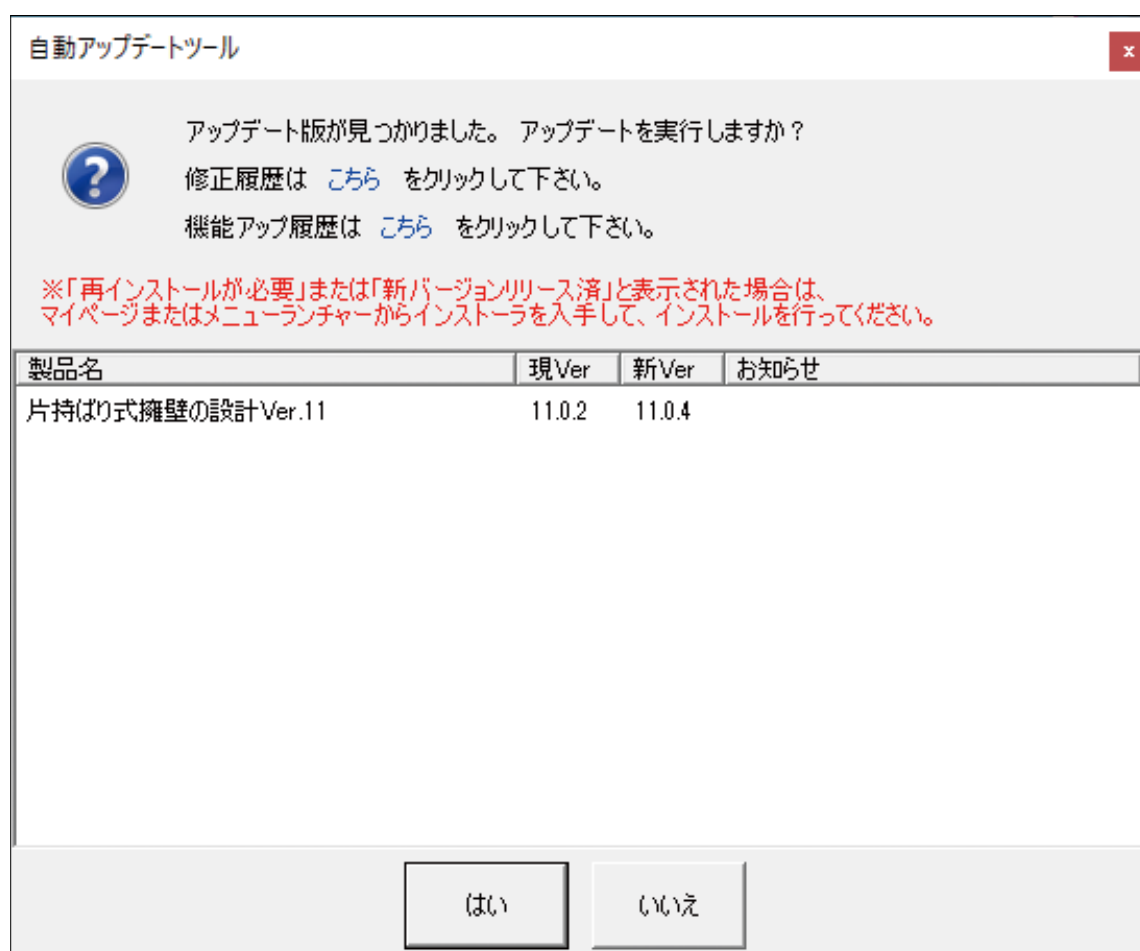 自動アップデートツール
x
アップデート版が見つかりました。 アップデートを実行しますか？
修正履歴は こちら をクリックして下さい。
機能アップ履歴は こちら をクリックして下さい。
※「再インストールが必要」または「新バージョンリリース済」と表示された場合は、
マイページまたはメニューランチャーからインストーラを入手して、インストールを行ってください。
製品名 現Ver 新Ver お知らせ
片持ばり式擁壁の設計Ver.11 11.0.2 11.0.4
はい いいえ